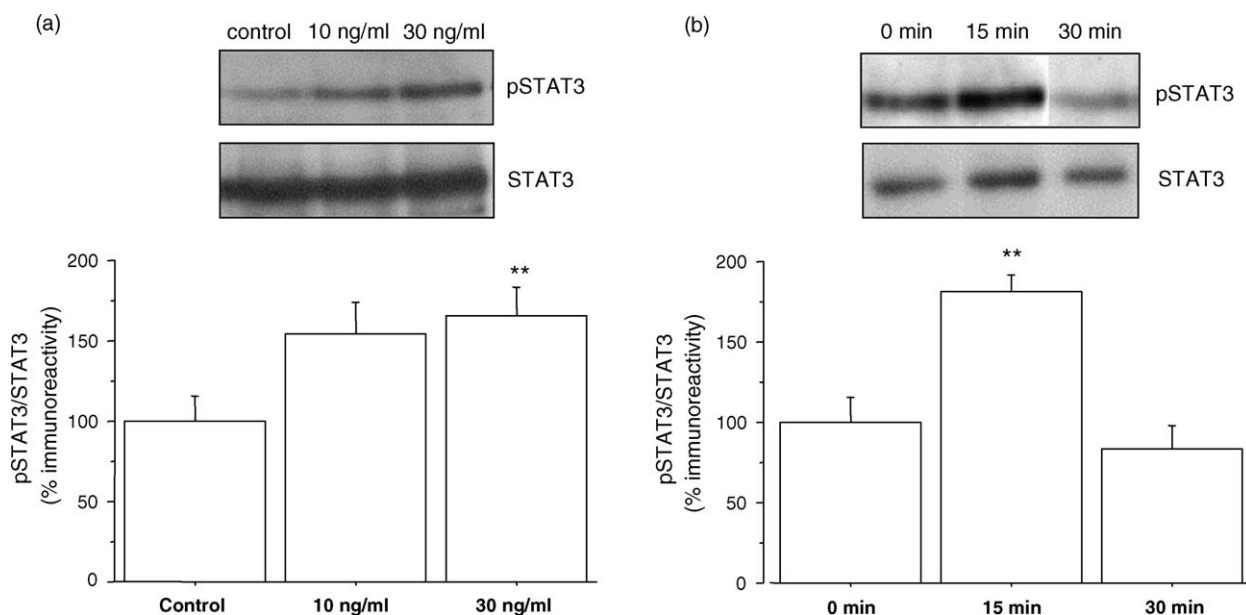 (a)
control 10 ng/ml 30 ng/ml
pSTAT3
STAT3
pSTAT3/STAT3
(% immunoreactivity)
200
150
100
50
0
**
Control 10 ng/ml 30 ng/ml
(b)
0 min 15 min 30 min
pSTAT3
STAT3
pSTAT3/STAT3
(% immunoreactivity)
200
150
100
50
0
**
0 min 15 min 30 min